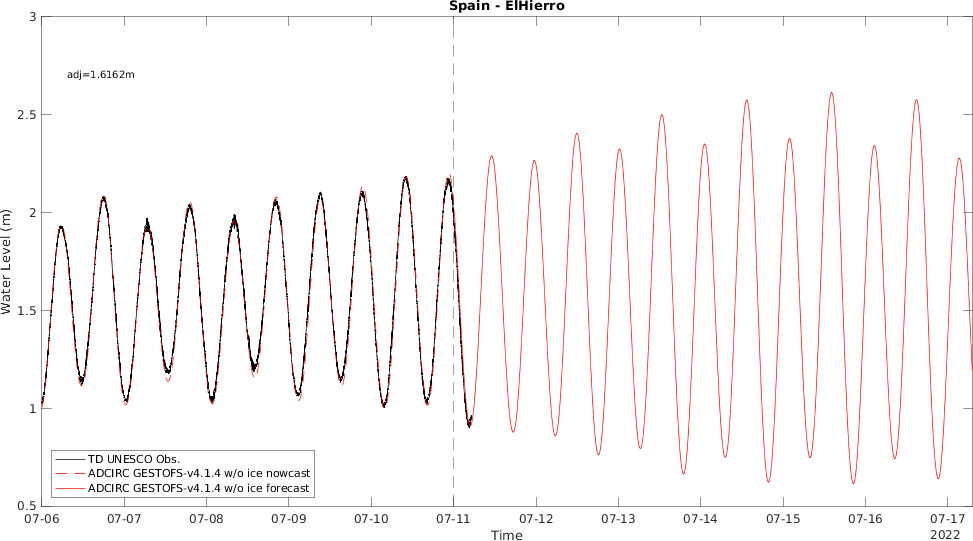 Spain - ElHierro
adj=1.6162m
Water Level (m)
3
2.5
2
1.5
1
0.5
TD UNESCO Obs.
ADCIRC GESTOFS-v4.1.4 w/o ice nowcast
ADCIRC GESTOFS-v4.1.4 w/o ice forecast
07-06 07-07 07-08 07-09 07-10 07-11 07-12 07-13 07-14 07-15 07-16 07-17
Time
2022